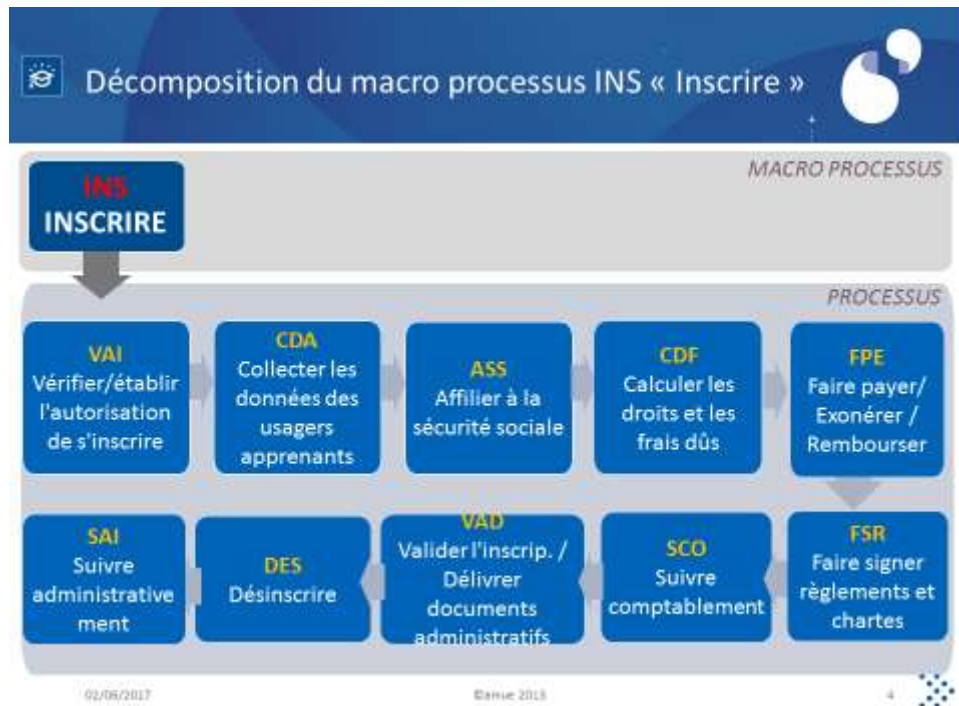 Décomposition du macro processus INS « Inscrire »
MACRO PROCESSUS
INS
INSCRIRE
PROCESSUS
VAI
Vérifier/établir
l'autorisation
de s'inscrire
CDA
Collecter les
données des
usagers
apprenants
ASS
Affilier à la
sécurité sociale
CDF
Calculer les
droits et les
frais dûs
FPE
Faire payer/
Exonérer /
Rembourser
SAI
Suivre
administrative
ment
DES
Désinscrire
VAD
Valider l'inscrip. /
Délivrer
documents
administratifs
SCO
Suivre
comptablement
FSR
Faire signer
règlements et
chartes
02/06/2017
©amue 2013
4